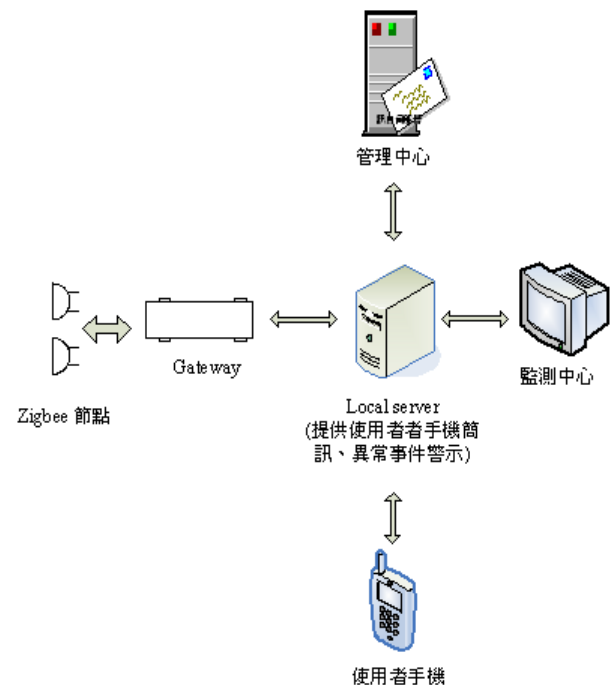 管理中心
Gateway
Zigbee 節點
監測中心
Local server
(提供使用者者手機簡
訊、異常事件警示)
使用者手機